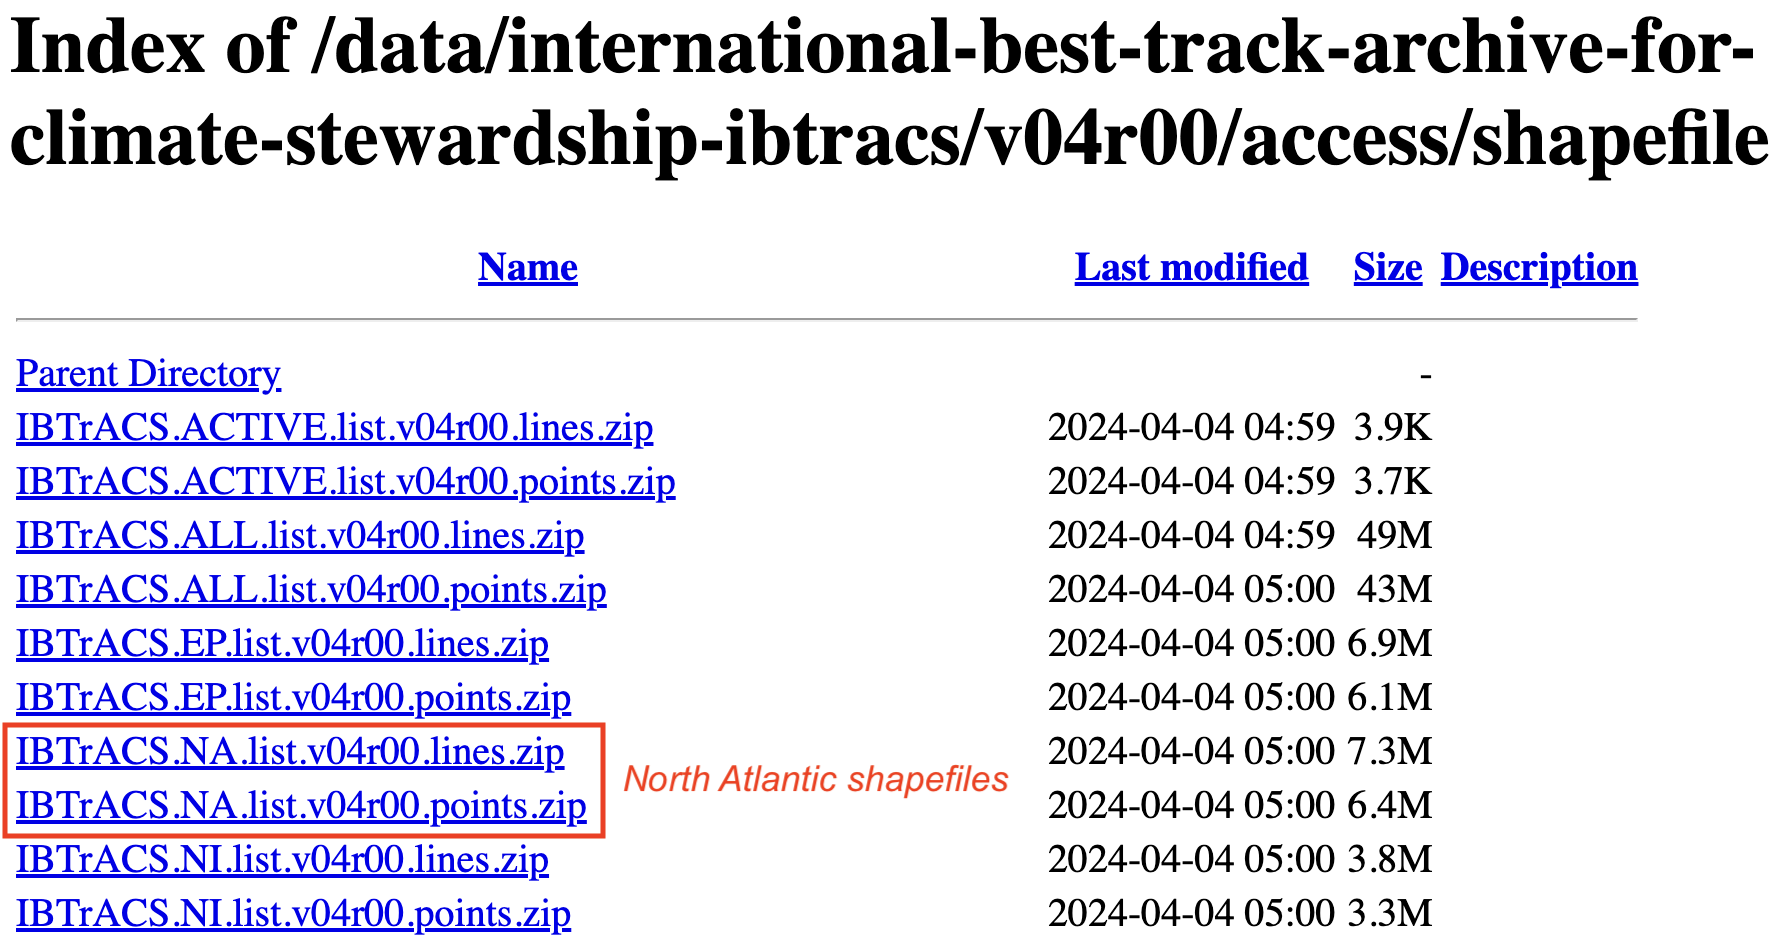 Index of /data/international-best-track-archive-for-
climate-stewardship-ibtracs/v04r00/access/shapefile
Name Last modified Size Description
Parent Directory -
IBTrACS.ACTIVE.list.v04r00.lines.zip 2024-04-04 04:59 3.9K
IBTrACS.ACTIVE.list.v04r00.points.zip 2024-04-04 04:59 3.7K
IBTrACS.ALL.list.v04r00.lines.zip 2024-04-04 04:59 49M
IBTrACS.ALL.list.v04r00.points.zip 2024-04-04 05:00 43M
IBTrACS.EP.list.v04r00.lines.zip 2024-04-04 05:00 6.9M
IBTrACS.EP.list.v04r00.points.zip 2024-04-04 05:00 6.1M
IBTrACS.NA.list.v04r00.lines.zip 2024-04-04 05:00 7.3M
North Atlantic shapefiles
IBTrACS.NA.list.v04r00.points.zip 2024-04-04 05:00 6.4M
IBTrACS.NI.list.v04r00.lines.zip 2024-04-04 05:00 3.8M
IBTrACS.NI.list.v04r00.points.zip 2024-04-04 05:00 3.3M